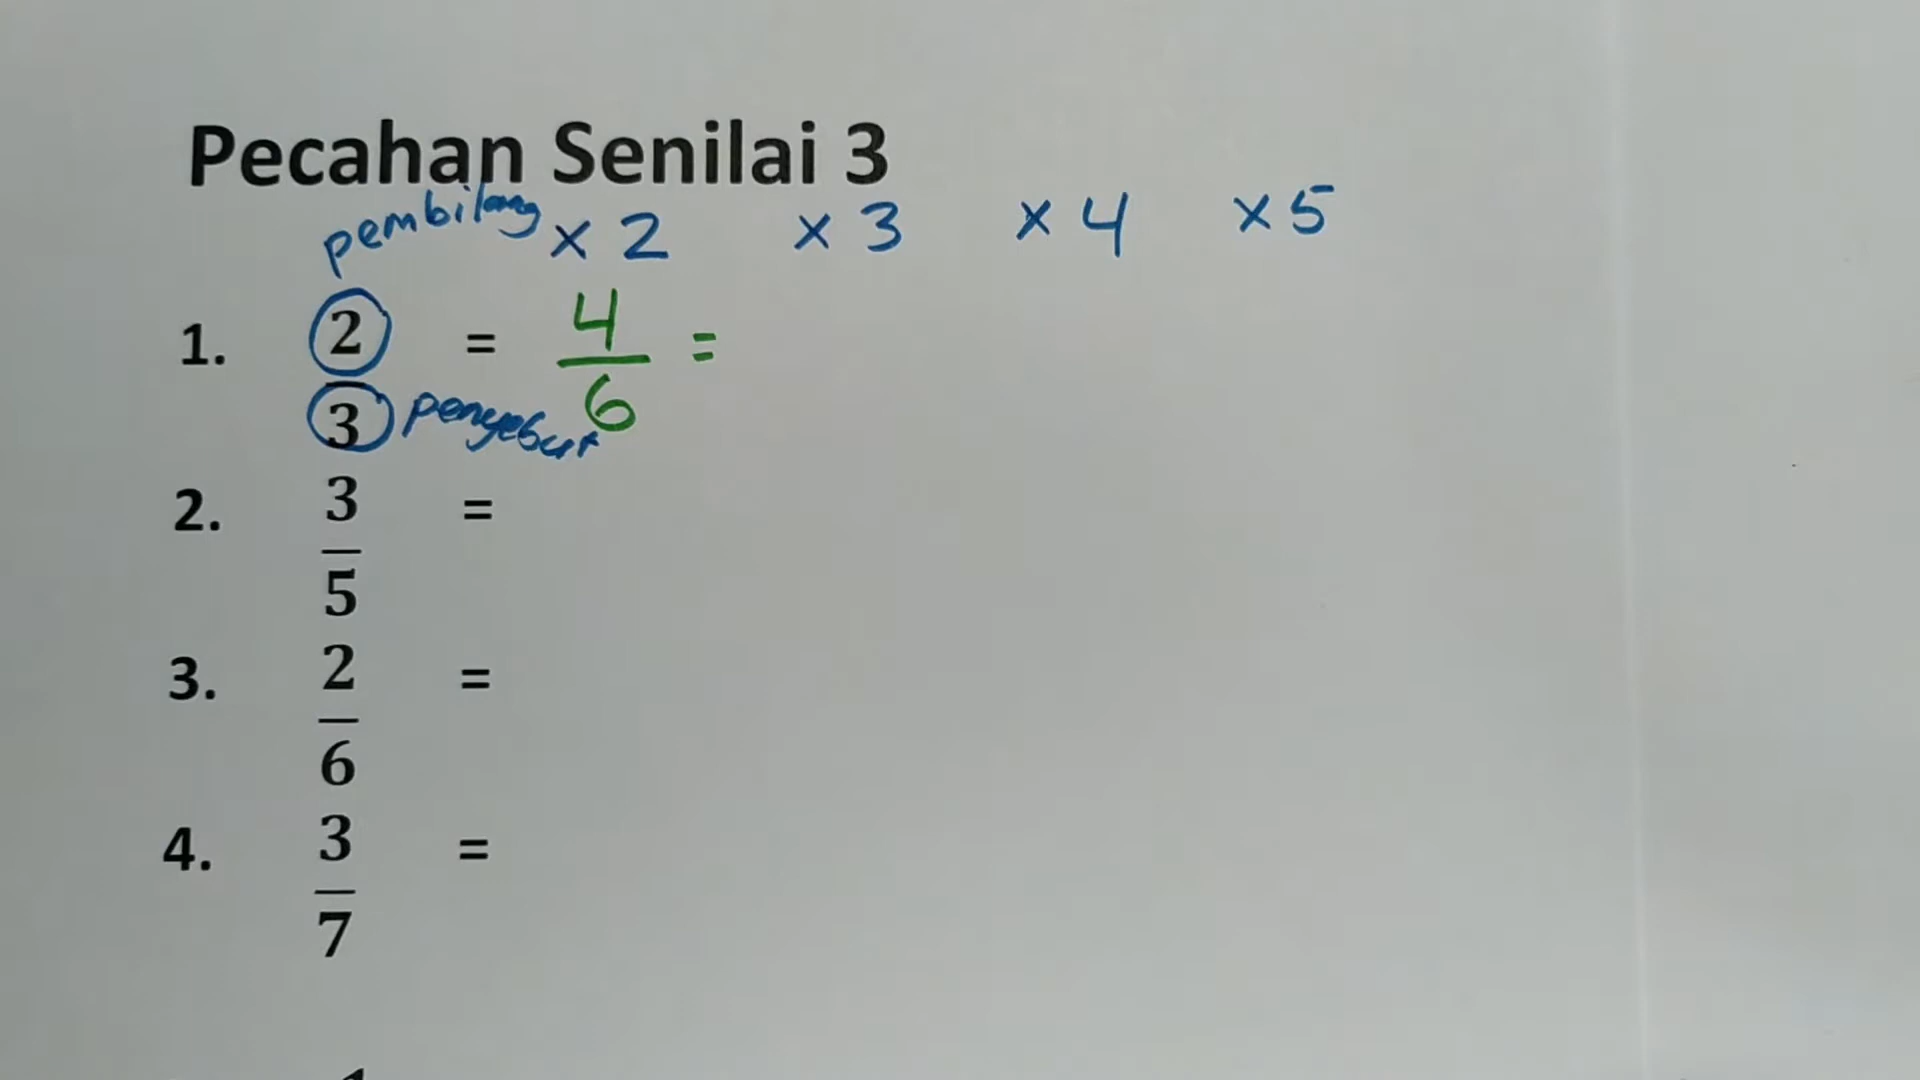 Pecahan Senilai 3
pembilang × 2 × 3 × 4 × 5
1. 2/3 = 4/6 =
penyebut
2. 3/5 =
3. 2/6 =
4. 3/7 =